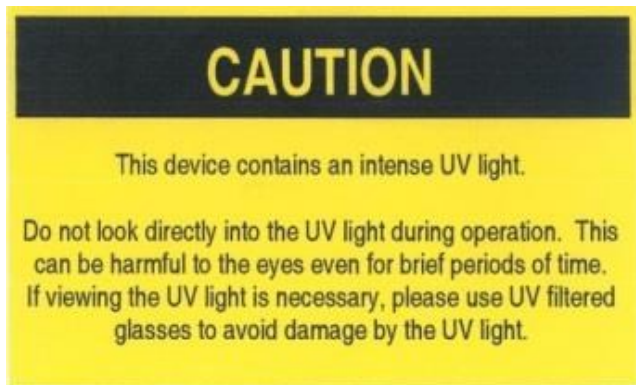 CAUTION
This device contains an intense UV light.
Do not look directly into the UV light during operation.  This
can be harmful to the eyes even for brief periods of time.
If viewing the UV light is necessary, please use UV filtered
glasses to avoid damage by the UV light.